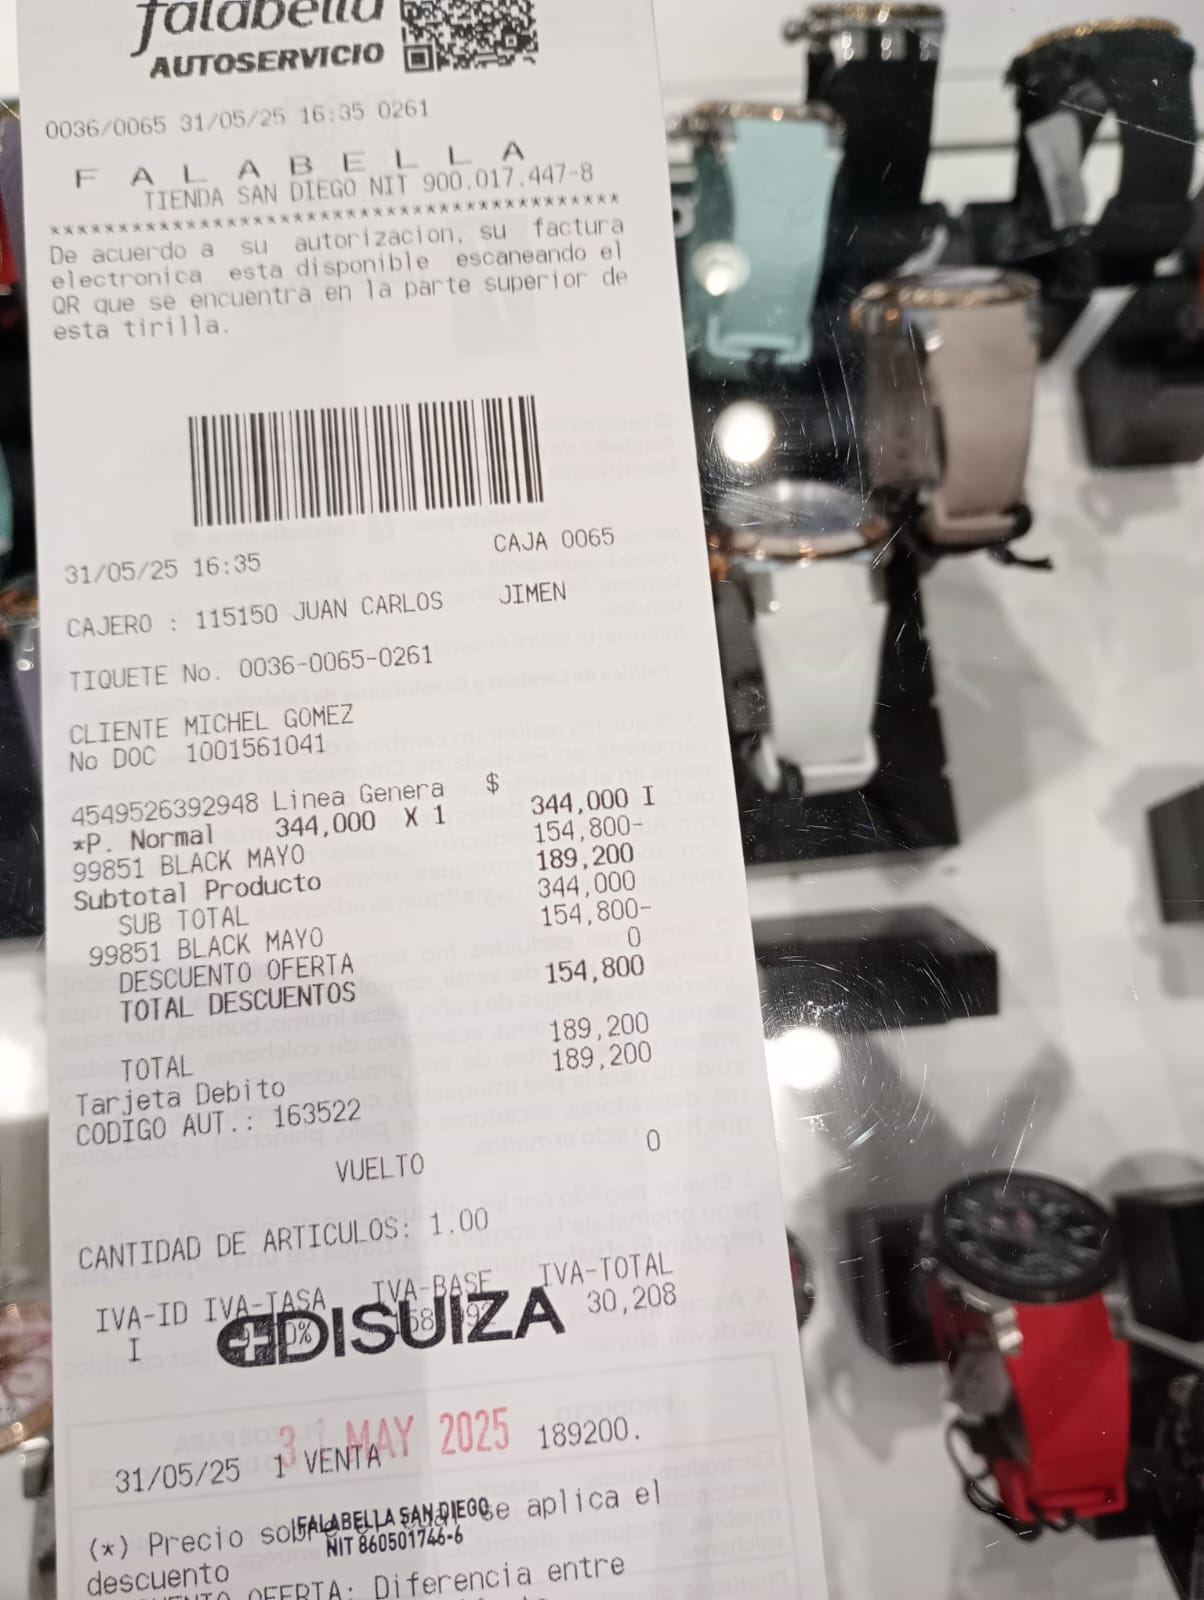 falabella
AUTOSERVICIO
0036/0065 31/05/25 16:35 0261
F A L A B E L L A
TIENDA SAN DIEGO NIT 900.017.447-8
******************************************
De acuerdo a su autorizacion, su factura
electronica esta disponible escaneando el
QR que se encuentra en la parte superior de
esta tirilla.
31/05/25 16:35 CAJA 0065
CAJERO : 115150 JUAN CARLOS JIMEN
TIQUETE No. 0036-0065-0261
CLIENTE MICHEL GOMEZ
No DOC 1001561041
4549526392948 Linea Genera $ 344,000 I
*P. Normal 344,000 X 1
99851 BLACK MAYO 154,800-
Subtotal Producto 189,200
SUB TOTAL 344,000
99851 BLACK MAYO 154,800-
DESCUENTO OFERTA 0
TOTAL DESCUENTOS 154,800
TOTAL 189,200
Tarjeta Debito 189,200
CODIGO AUT.: 163522
VUELTO 0
CANTIDAD DE ARTICULOS: 1.00
IVA-ID IVA-TASA IVA-BASE IVA-TOTAL
I 30,208
DISUIZA
31 MAY 2025
31/05/25 1 VENTA 189200.
(*) Precio se aplica el
FALABELLA SAN DIEGO
NIT 860501746-6
descuento
OFERTA: Diferencia entre